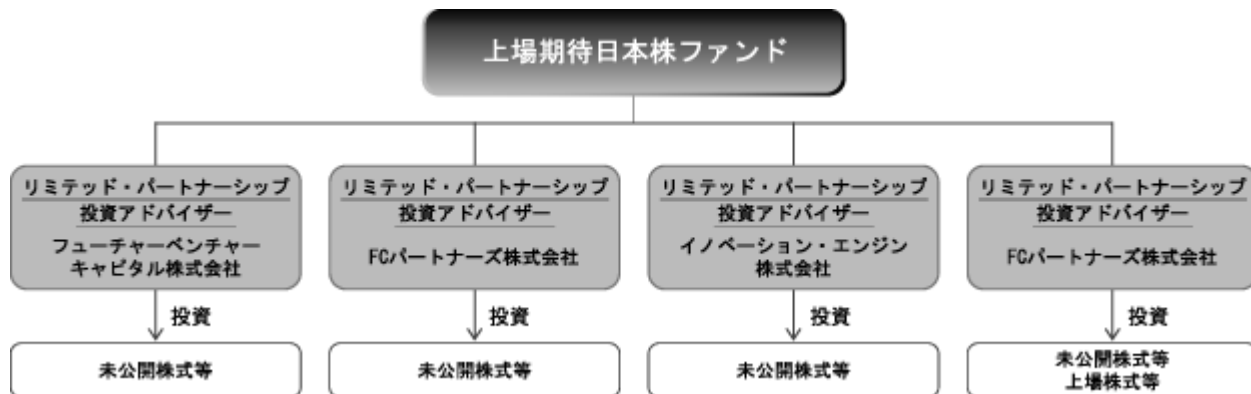 上場期待日本株ファンド
リミテッド・パートナーシップ
投資アドバイザー
フューチャーベンチャー
キャピタル株式会社
リミテッド・パートナーシップ
投資アドバイザー
FCパートナーズ株式会社
リミテッド・パートナーシップ
投資アドバイザー
イノベーション・エンジン
株式会社
リミテッド・パートナーシップ
投資アドバイザー
FCパートナーズ株式会社
投資
投資
投資
投資
未公開株式等
未公開株式等
未公開株式等
未公開株式等
上場株式等